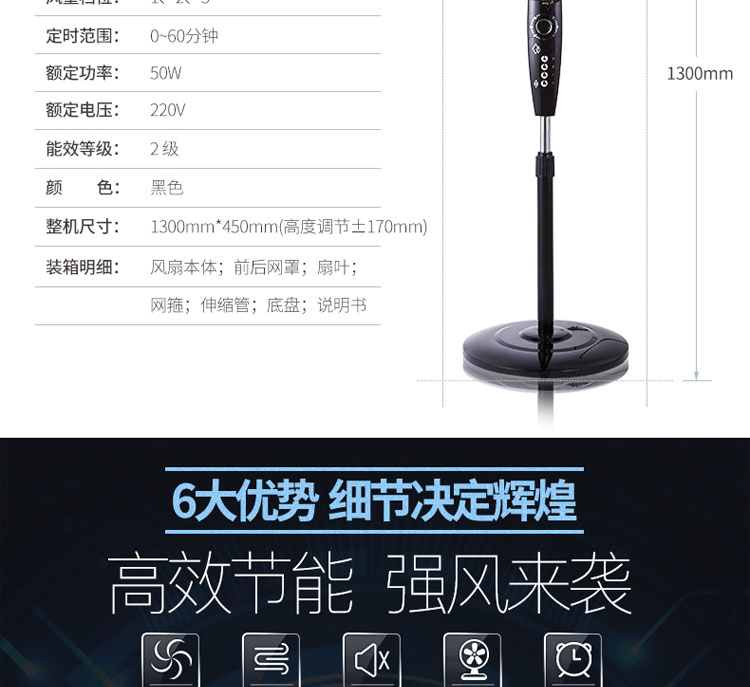 定时范围： 0~60分钟
额定功率： 50W
额定电压： 220V
能效等级： 2 级
颜 色： 黑色
整机尺寸： 1300mm*450mm(高度调节±170mm)
装箱明细： 风扇本体；前后网罩；扇叶；
网箍；伸缩管；底盘；说明书
1300mm
6大优势 细节决定辉煌
高效节能 强风来袭